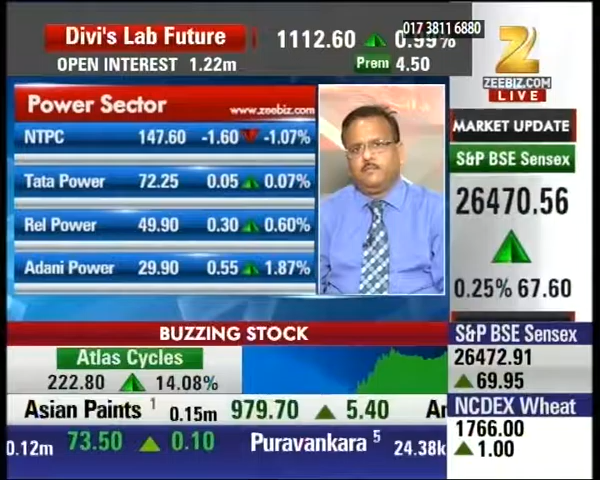 Divi's Lab Future
1112.60 0.99%
017 3811 6880
OPEN INTEREST 1.22m
Prem 4.50
ZEEBIZ.COM
LIVE
Power Sector www.zeebiz.com
NTPC 147.60 -1.60 -1.07%
Tata Power 72.25 0.05 0.07%
Rel Power 49.90 0.30 0.60%
Adani Power 29.90 0.55 1.87%
MARKET UPDATE
S&P BSE Sensex
26470.56
0.25% 67.60
BUZZING STOCK
Atlas Cycles
222.80 14.08%
S&P BSE Sensex
26472.91
69.95
Asian Paints 1 0.15m 979.70 5.40 Ar
NCDEX Wheat
1766.00
1.00
0.12m 73.50 0.10 Puravankara 5 24.38k